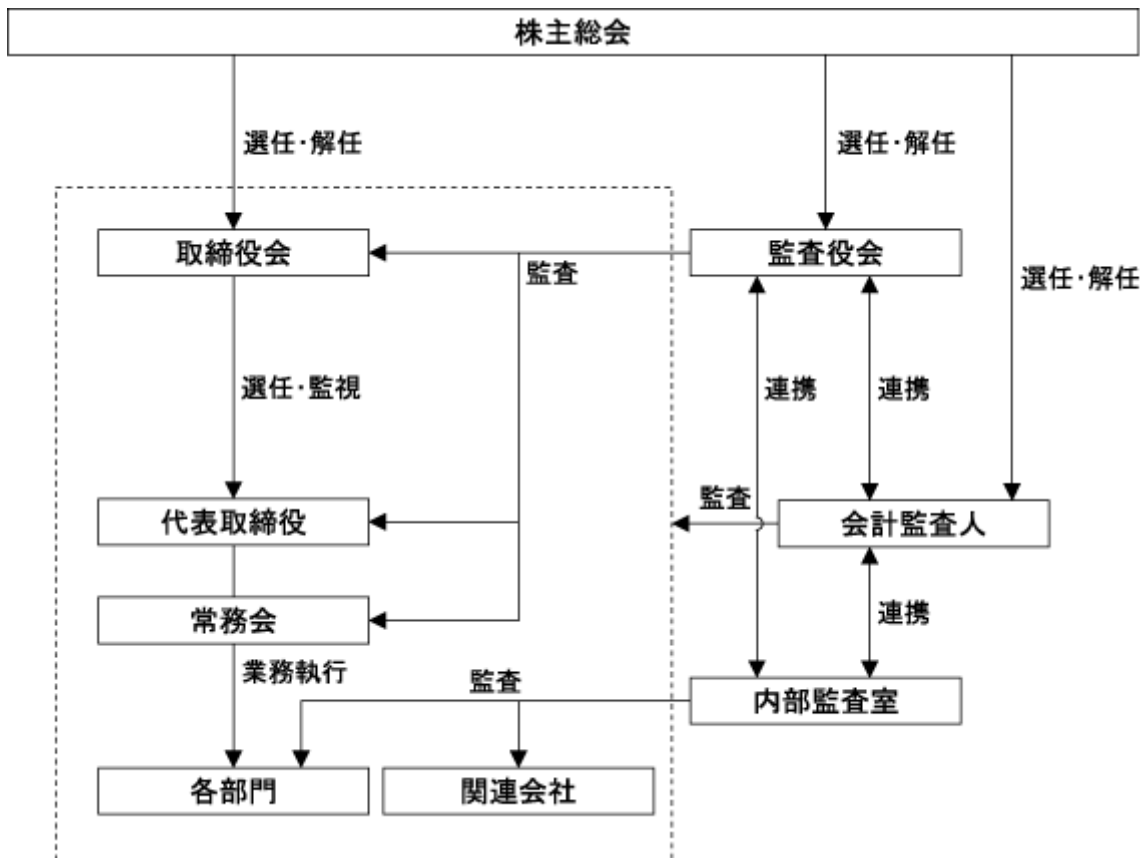 株主総会
選任・解任
選任・解任
選任・解任
取締役会
監査役会
監査
選任・監視
連携
連携
代表取締役
監査
会計監査人
常務会
連携
業務執行
監査
内部監査室
各部門
関連会社